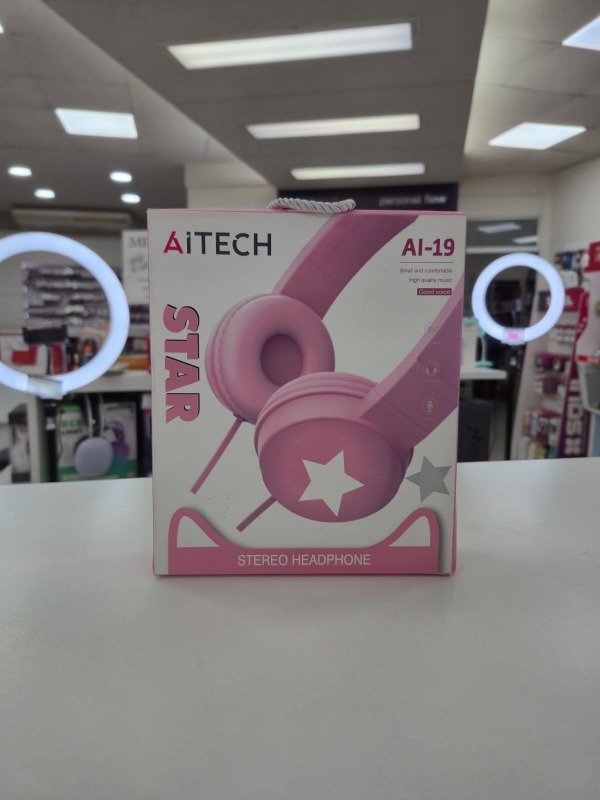 personal flow
AiTECH
AI-19
Small and comfortable
High quality music
Good voice
STAR
STEREO HEADPHONE